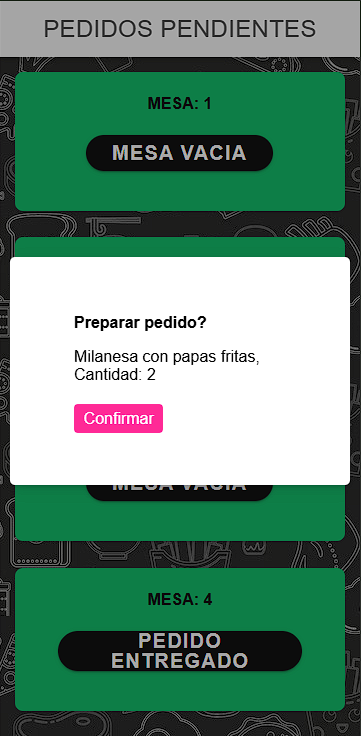 PEDIDOS PENDIENTES
MESA: 1
MESA VACIA
Preparar pedido?
Milanesa con papas fritas,
Cantidad: 2
Confirmar
MESA VACIA
MESA: 4
PEDIDO
ENTREGADO